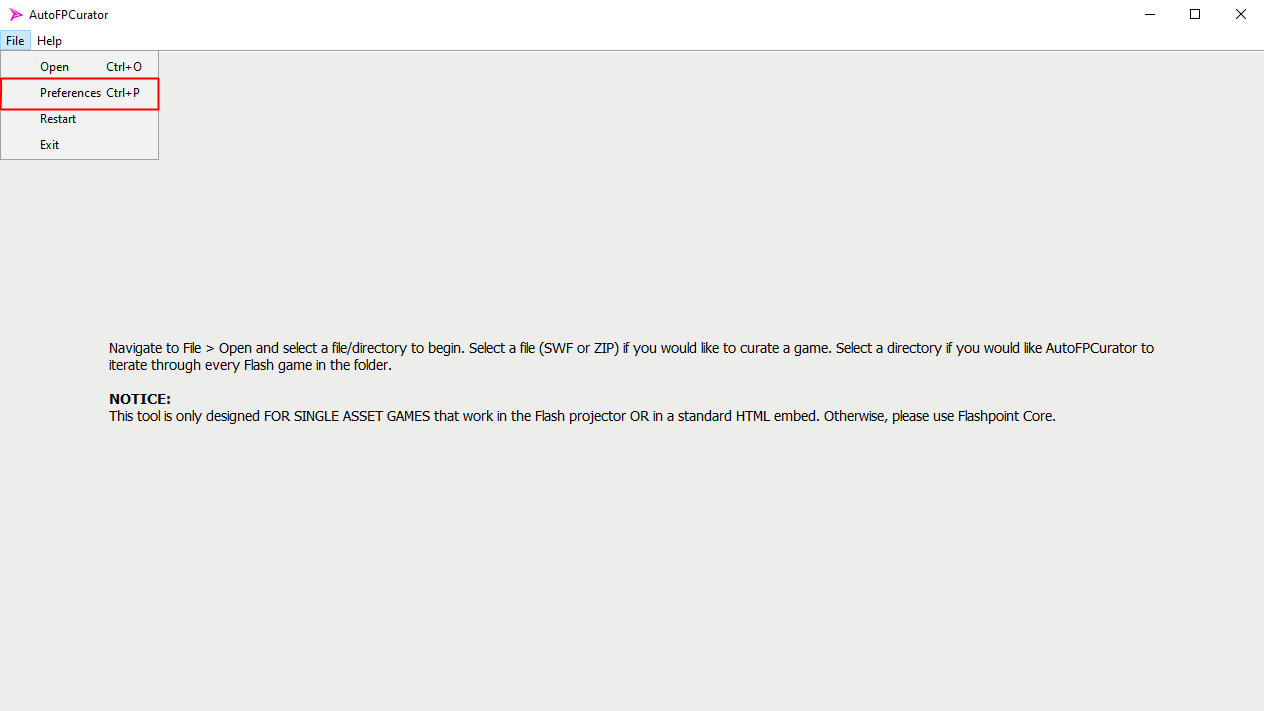 AutoFPCurator
File Help
Open Ctrl+O
Preferences Ctrl+P
Restart
Exit
Navigate to File > Open and select a file/directory to begin. Select a file (SWF or ZIP) if you would like to curate a game. Select a directory if you would like AutoFPCurator to
iterate through every Flash game in the folder.
NOTICE:
This tool is only designed FOR SINGLE ASSET GAMES that work in the Flash projector OR in a standard HTML embed. Otherwise, please use Flashpoint Core.